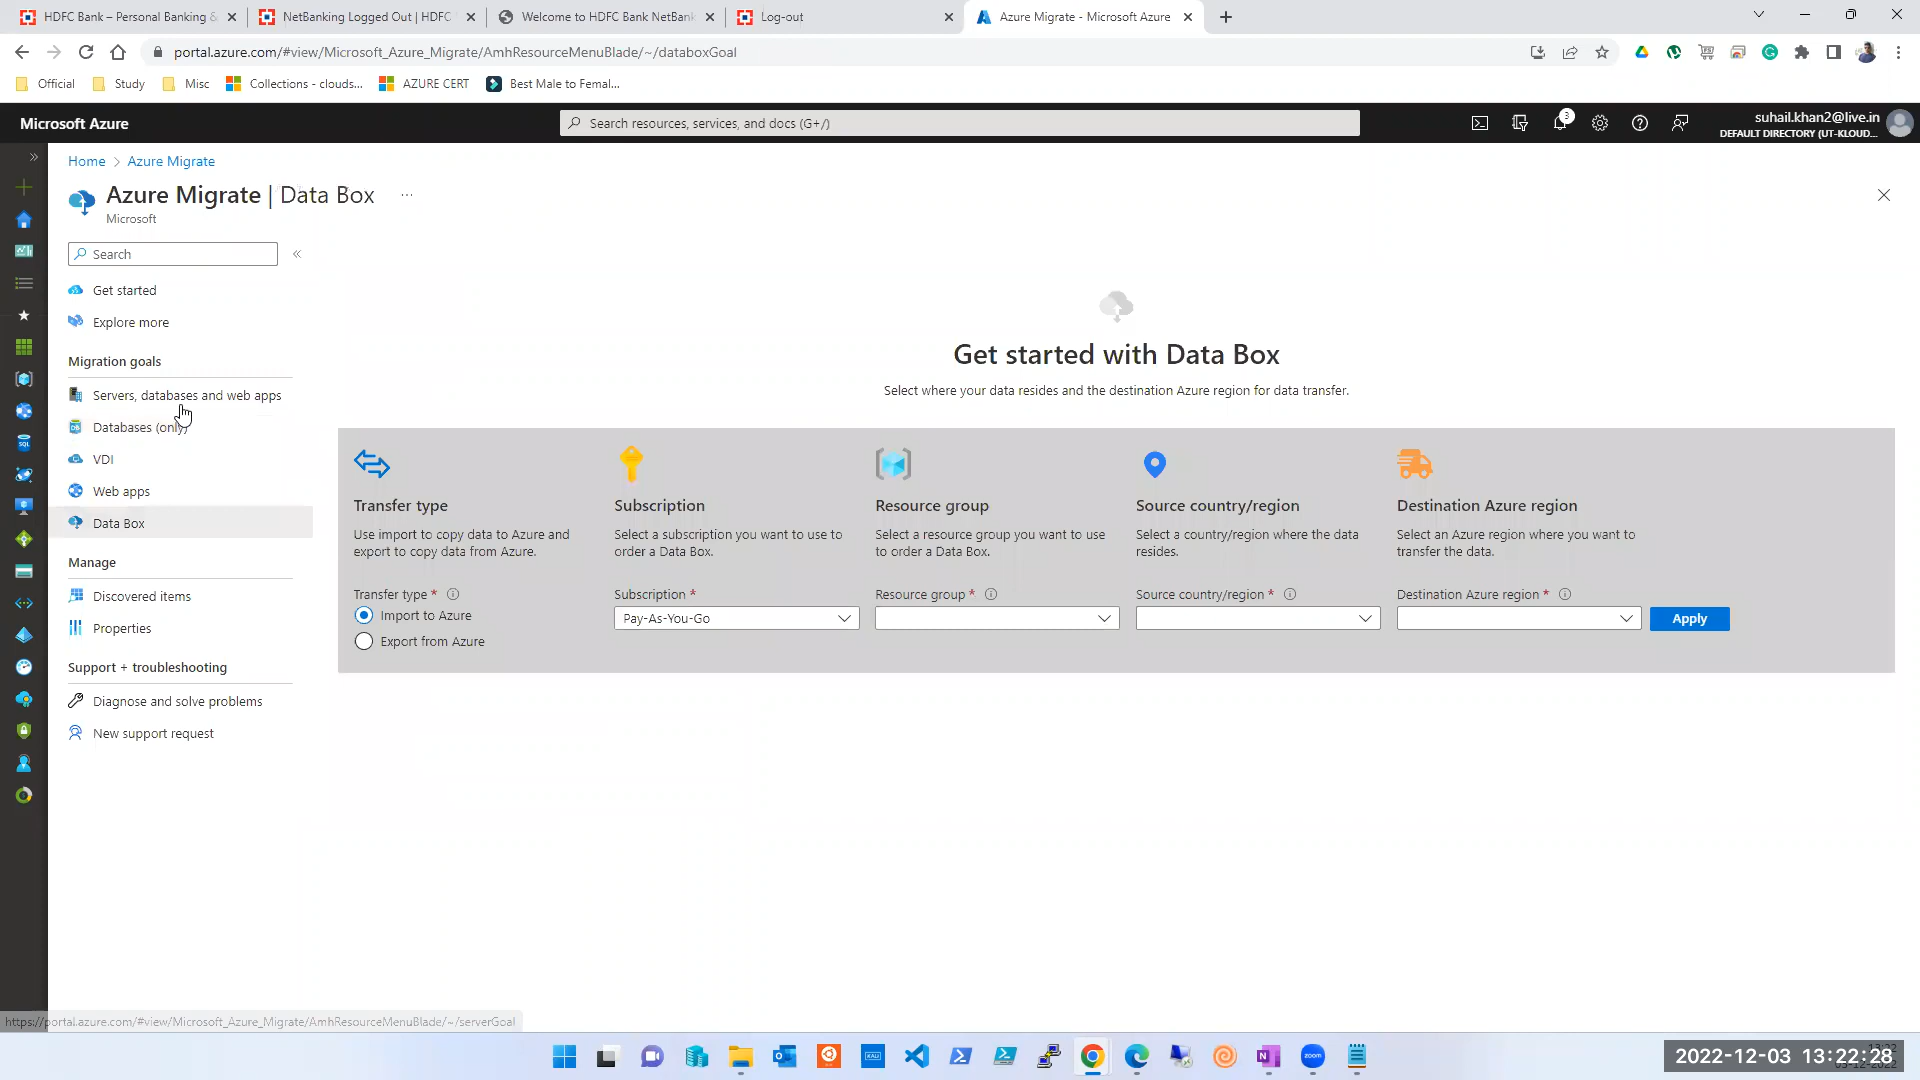 HDFC Bank – Personal Banking &
NetBanking Logged Out | HDFC
Welcome to HDFC Bank NetBank
Log-out
Azure Migrate - Microsoft Azure
portal.azure.com/#view/Microsoft_Azure_Migrate/AmhResourceMenuBlade/~/databoxGoal
Official
Study
Misc
Collections - clouds...
AZURE CERT
Best Male to Femal...
Microsoft Azure
Search resources, services, and docs (G+/)
3
suhail.khan2@live.in
DEFAULT DIRECTORY (UT-KLOUD...
Home > Azure Migrate
Azure Migrate | Data Box ...
Microsoft
Search
Get started
Explore more
Migration goals
Servers, databases and web apps
Databases (only)
VDI
Web apps
Data Box
Manage
Discovered items
Properties
Support + troubleshooting
Diagnose and solve problems
New support request
Get started with Data Box
Select where your data resides and the destination Azure region for data transfer.
Transfer type
Use import to copy data to Azure and
export to copy data from Azure.
Transfer type *
Import to Azure
Export from Azure
Subscription
Select a subscription you want to use to
order a Data Box.
Subscription *
Pay-As-You-Go
Resource group
Select a resource group you want to use
to order a Data Box.
Resource group *
Source country/region
Select a country/region where the data
resides.
Source country/region *
Destination Azure region
Select an Azure region where you want to
transfer the data.
Destination Azure region *
Apply
https://portal.azure.com/#view/Microsoft_Azure_Migrate/AmhResourceMenuBlade/~/serverGoal
2022-12-03 13:22:28